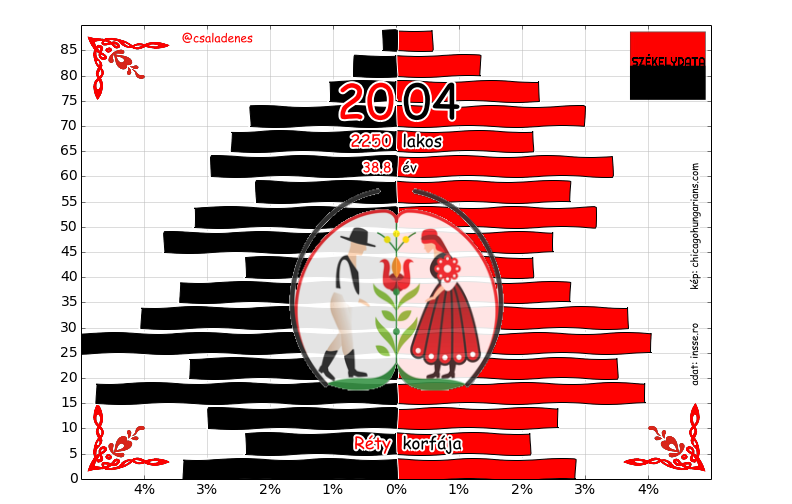 @csaladenes
SZÉKELYDATA
2004
2250 lakos
38.8 év
kép: chicagohungarians.com
adat: insse.ro
Réty korfája
85
80
75
70
65
60
55
50
45
40
35
30
25
20
15
10
5
0
4% 3% 2% 1% 0% 1% 2% 3% 4%